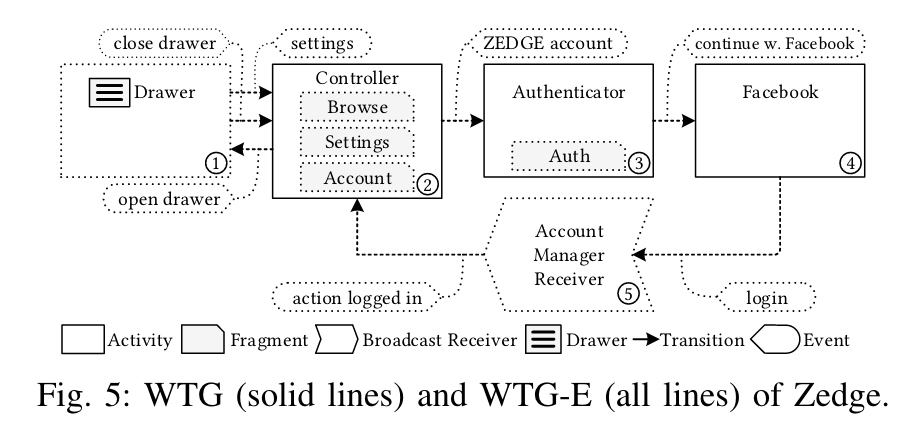 close drawer
settings
ZEDGE account
continue w. Facebook
Drawer
①
Controller
Browse
Settings
Account
②
Authenticator
Auth
③
Facebook
④
open drawer
Account
Manager
Receiver
⑤
action logged in
login
Activity
Fragment
Broadcast Receiver
Drawer
Transition
Event
Fig. 5: WTG (solid lines) and WTG-E (all lines) of Zedge.